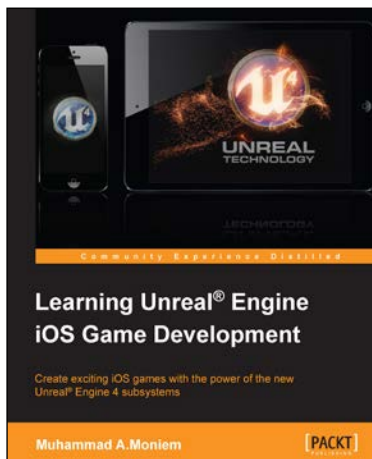 UNREAL
TECHNOLOGY
Community Experience Distilled
Learning Unreal® Engine
iOS Game Development
Create exciting iOS games with the power of the new
Unreal® Engine 4 subsystems
Muhammad A.Moniem
[PACKT]
PUBLISHING